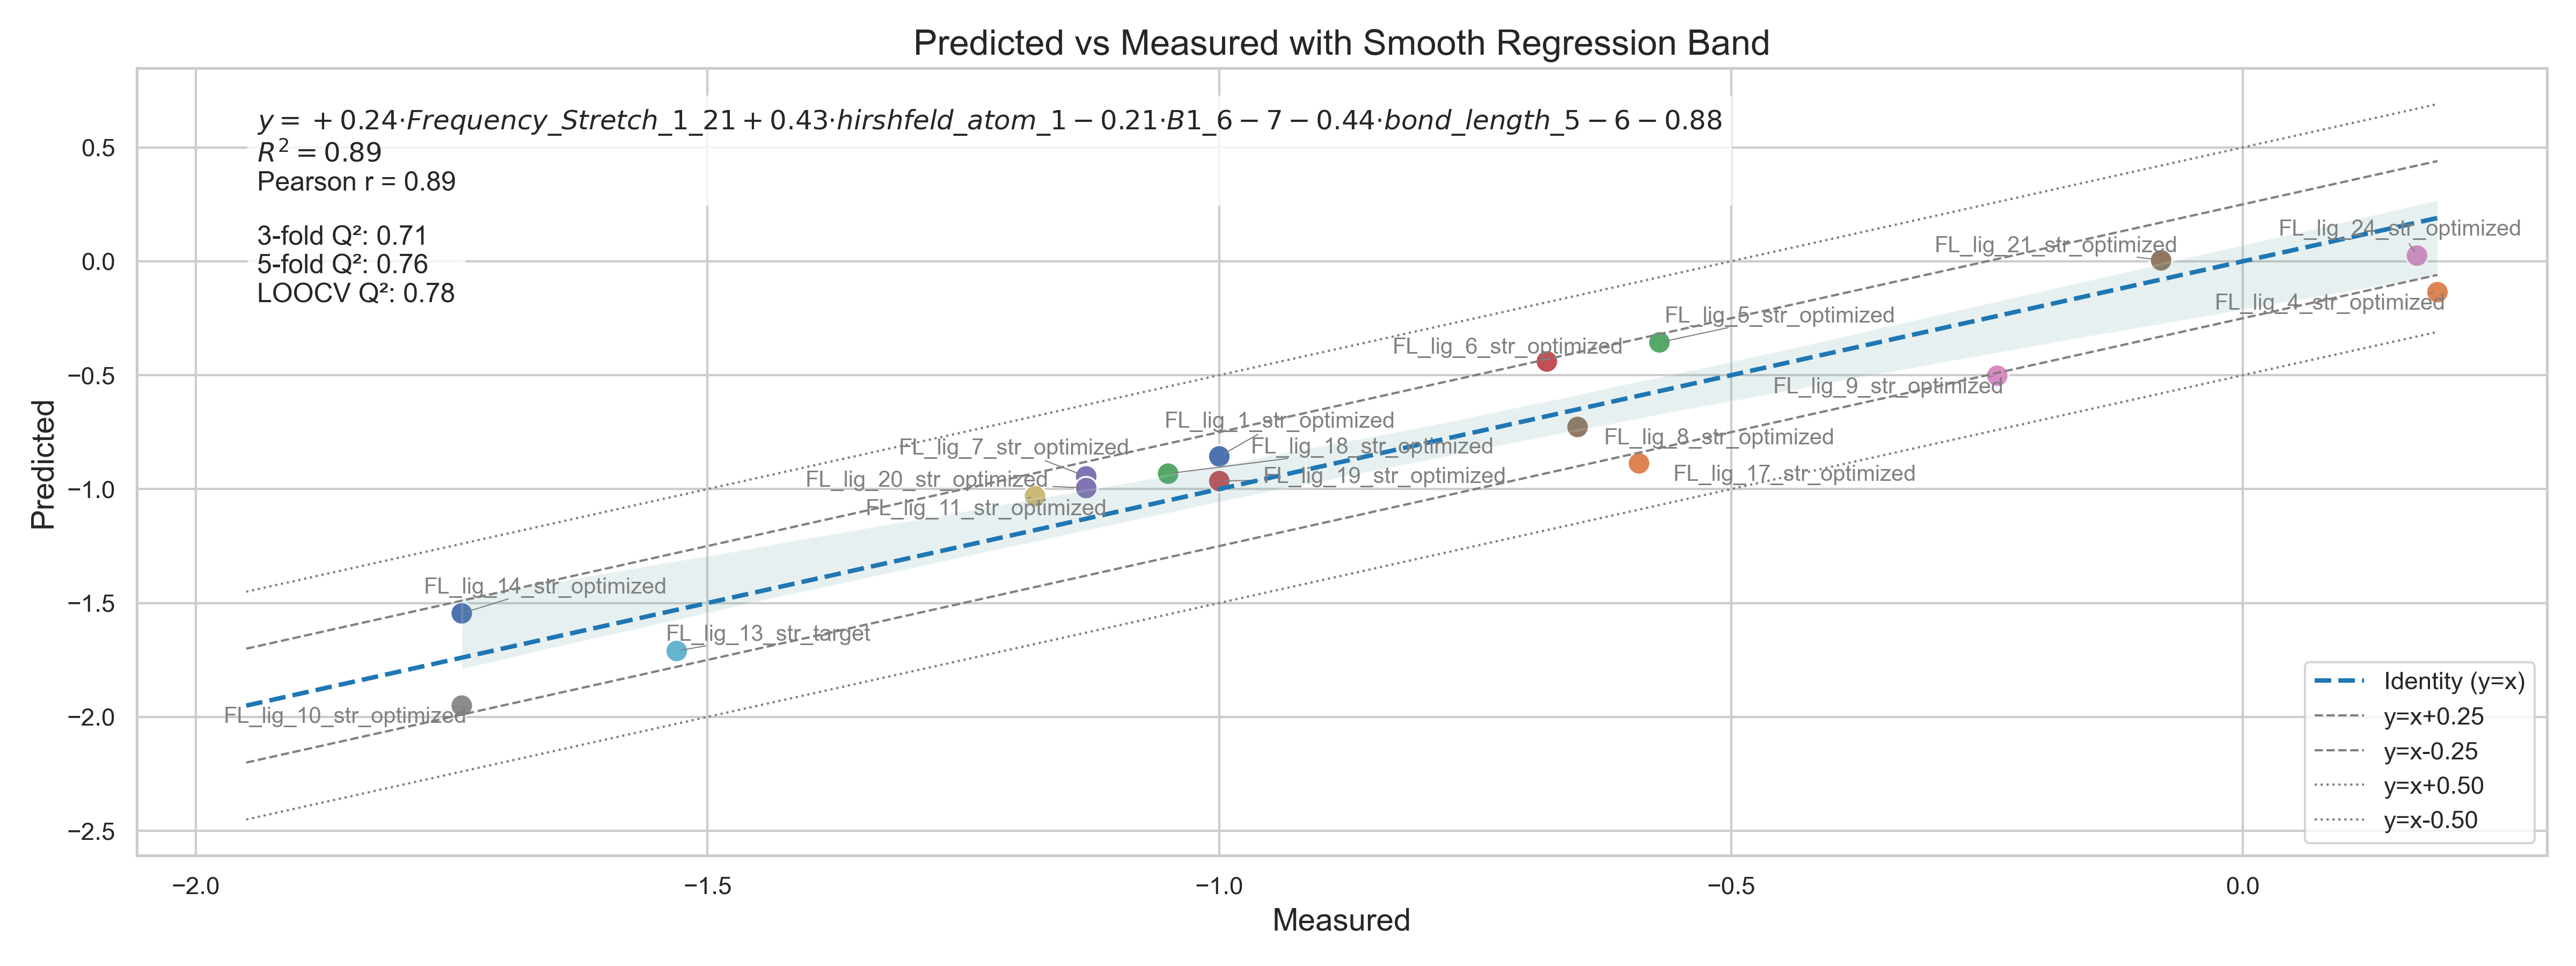 Predicted vs Measured with Smooth Regression Band
y = +0.24·Frequency_Stretch_1_21 + 0.43·hirshfeld_atom_1 − 0.21·B1_6 − 7 − 0.44·bond_length_5 − 6 − 0.88
R² = 0.89
Pearson r = 0.89
3-fold Q²: 0.71
5-fold Q²: 0.76
LOOCV Q²: 0.78
0.5
0.0
−0.5
−1.0
−1.5
−2.0
−2.5
Predicted
FL_lig_24_str_optimized
FL_lig_21_str_optimized
FL_lig_4_str_optimized
FL_lig_5_str_optimized
FL_lig_6_str_optimized
FL_lig_9_str_optimized
FL_lig_1_str_optimized
FL_lig_8_str_optimized
FL_lig_7_str_optimized
FL_lig_18_str_optimized
FL_lig_17_str_optimized
FL_lig_20_str_optimized
FL_lig_19_str_optimized
FL_lig_11_str_optimized
FL_lig_14_str_optimized
FL_lig_13_str_target
FL_lig_10_str_optimized
Identity (y=x)
y=x+0.25
y=x-0.25
y=x+0.50
y=x-0.50
−2.0
−1.5
−1.0
−0.5
0.0
Measured